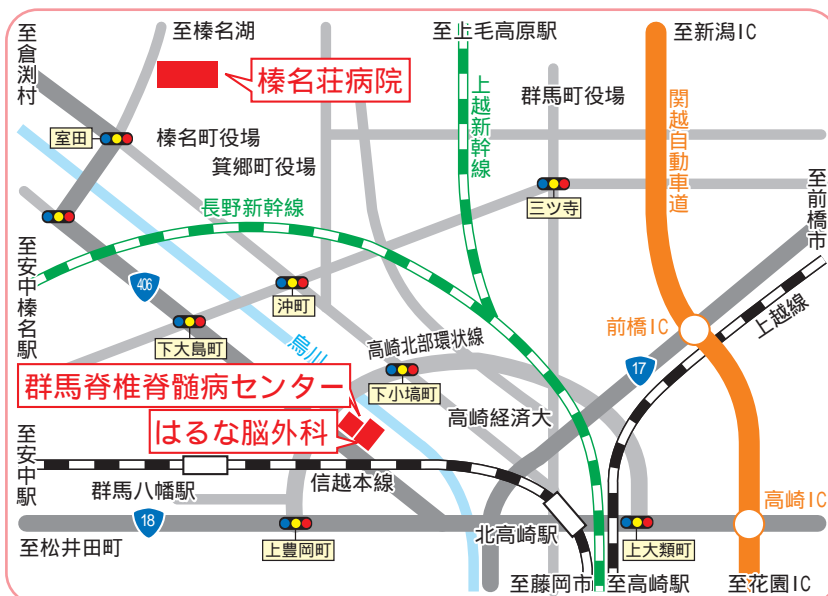 至倉渕村
至榛名湖
至上毛高原駅
至新潟IC
榛名荘病院
上越新幹線
群馬町役場
関越自動車道
室田
榛名町役場
箕郷町役場
三ツ寺
至前橋市
長野新幹線
至安中榛名駅
406
沖町
下大島町
烏川
高崎北部環状線
前橋IC
上越線
17
群馬脊椎脊髄病センター
下小塙町
はるな脳外科
高崎経済大
至安中駅
群馬八幡駅
信越本線
高崎IC
18
北高崎駅
至松井田町
上豊岡町
上大類町
至藤岡市
至高崎駅
至花園IC